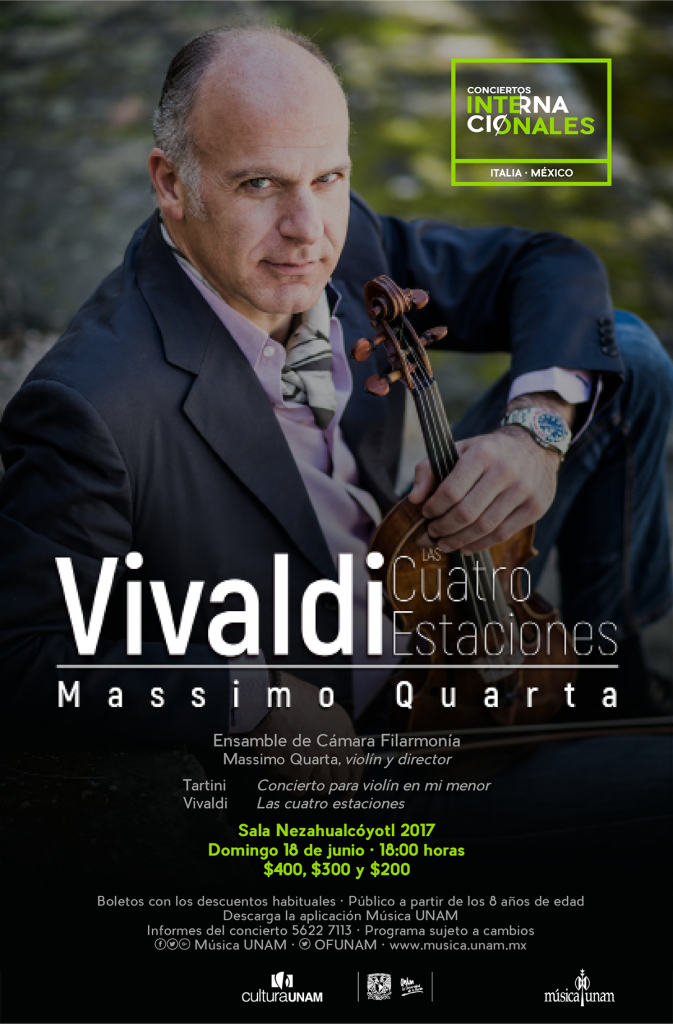 CONCIERTOS
INTERNA
CIONALES
ITALIA · MÉXICO
Vivaldi LAS Cuatro Estaciones
Massimo Quarta
Ensamble de Cámara Filarmonía
Massimo Quarta, violín y director
Tartini Concierto para violín en mi menor
Vivaldi Las cuatro estaciones
Sala Nezahualcóyotl 2017
Domingo 18 de junio · 18:00 horas
$400, $300 y $200
Boletos con los descuentos habituales · Público a partir de los 8 años de edad
Descarga la aplicación Música UNAM
Informes del concierto 5622 7113 · Programa sujeto a cambios
Música UNAM · OFUNAM · www.musica.unam.mx
culturaUNAM
música unam